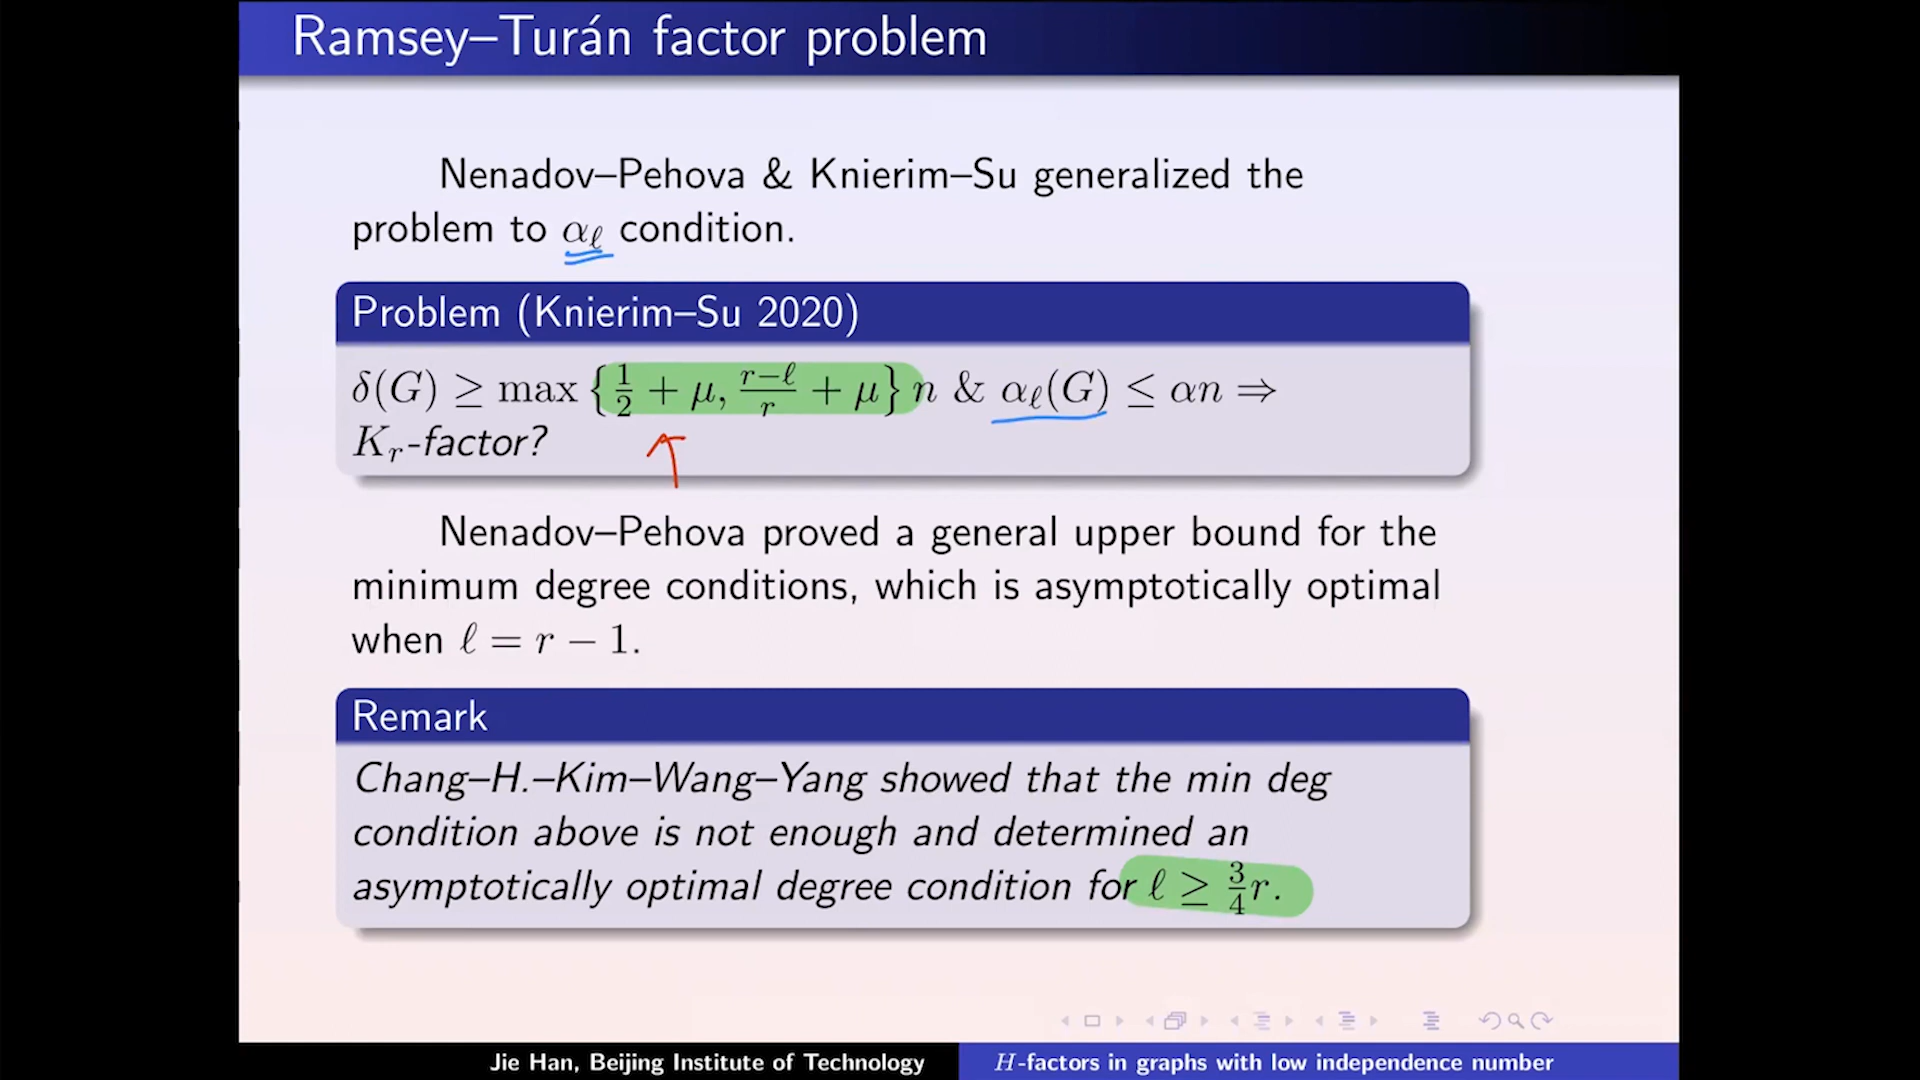 Ramsey–Turán factor problem
Nenadov–Pehova & Knierim–Su generalized the
problem to αℓ condition.
Problem (Knierim–Su 2020)
δ(G) ≥ max {1/2 + μ, (r−ℓ)/r + μ} n & αℓ(G) ≤ αn ⇒
Kr-factor?
Nenadov–Pehova proved a general upper bound for the
minimum degree conditions, which is asymptotically optimal
when ℓ = r − 1.
Remark
Chang–H.–Kim–Wang–Yang showed that the min deg
condition above is not enough and determined an
asymptotically optimal degree condition for ℓ ≥ 3/4 r.
Jie Han, Beijing Institute of Technology
H-factors in graphs with low independence number